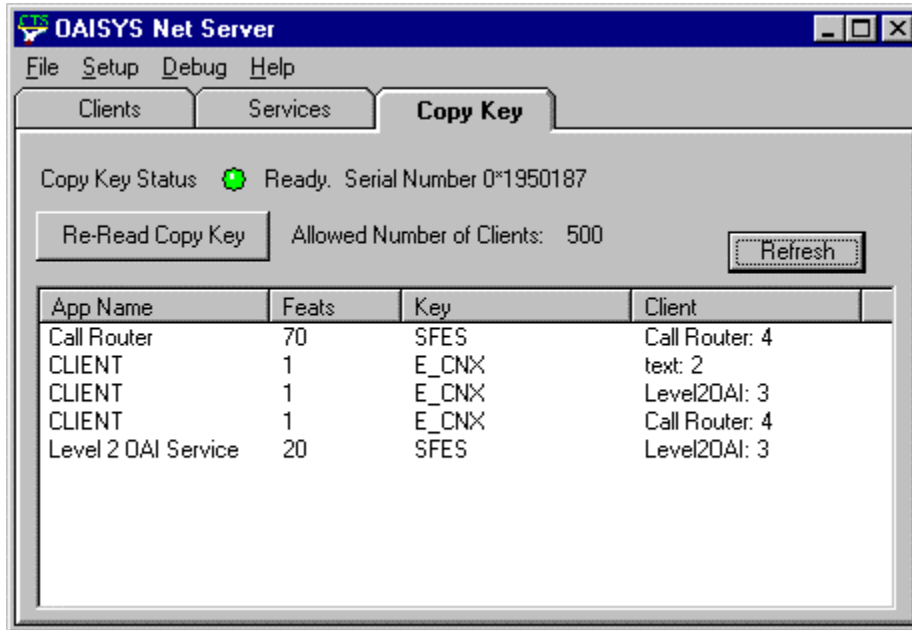 CTS OAISYS Net Server
File Setup Debug Help
Clients Services Copy Key
Copy Key Status Ready. Serial Number 0*1950187
Re-Read Copy Key Allowed Number of Clients: 500 Refresh
App Name Feats Key Client
Call Router 70 SFES Call Router: 4
CLIENT 1 E_CNX text: 2
CLIENT 1 E_CNX Level2OAI: 3
CLIENT 1 E_CNX Call Router: 4
Level 2 OAI Service 20 SFES Level2OAI: 3